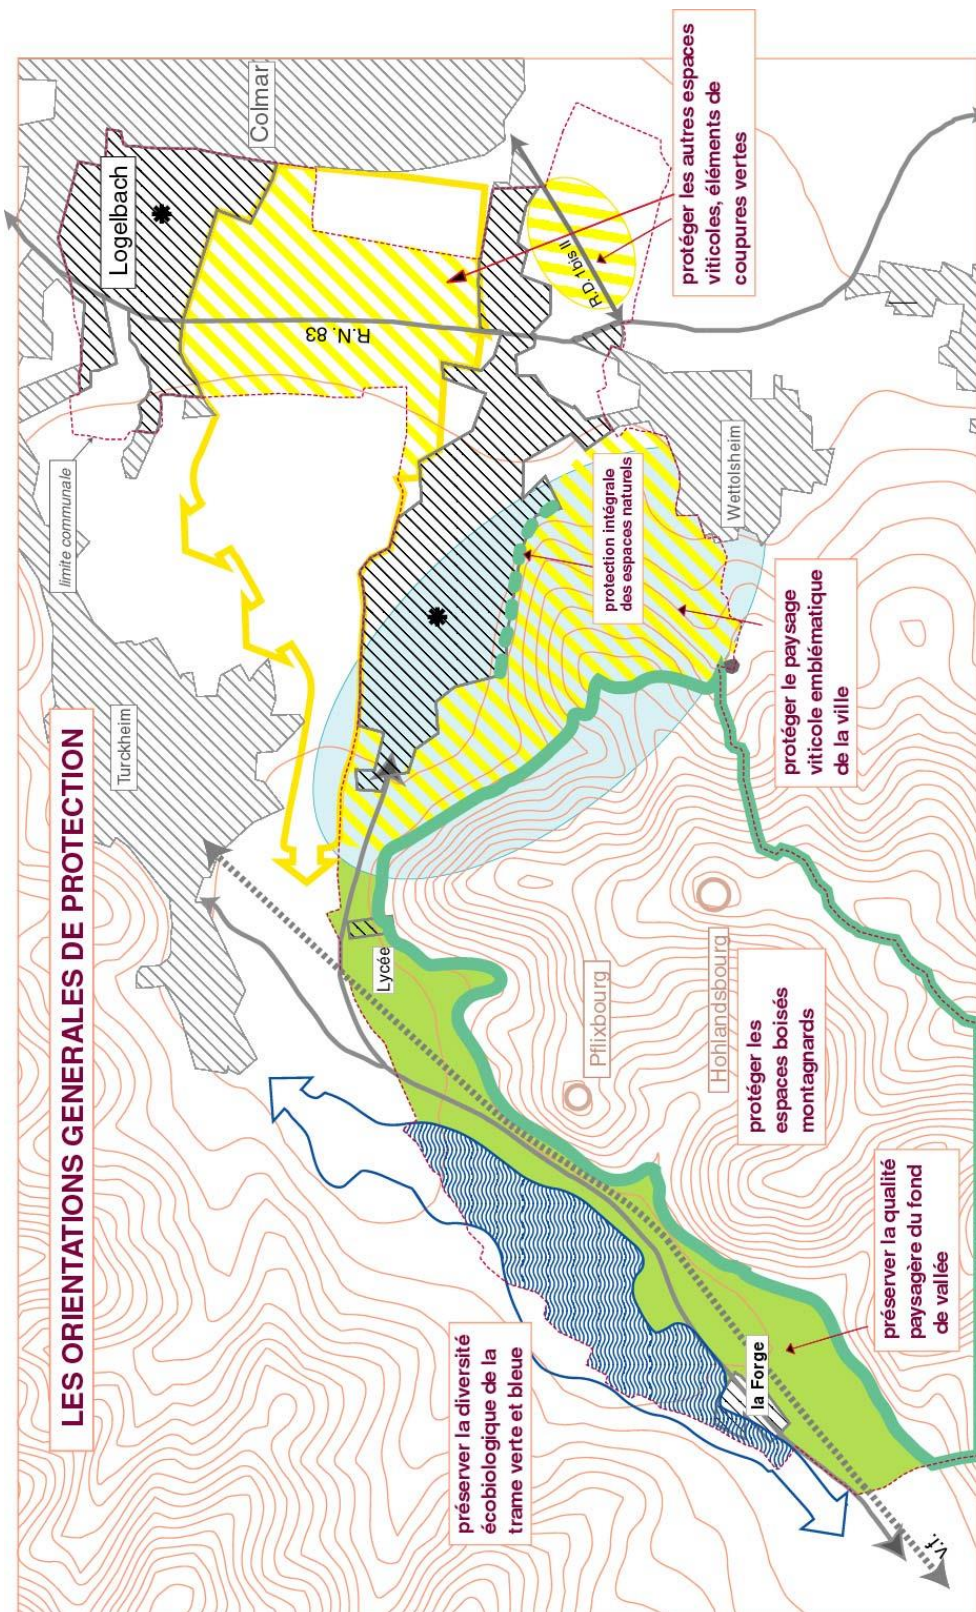 LES ORIENTATIONS GENERALES DE PROTECTION
Turckheim
limite communale
Logelbach
Colmar
R.N. 83
R.D. 1bis II
protéger les autres espaces
viticoles, éléments de
coupures vertes
Wettolsheim
protection intégrale
des espaces naturels
protéger le paysage
viticole emblématique
de la ville
Lycée
Pflixbourg
Hohlandsbourg
protéger les
espaces boisés
montagnards
préserver la diversité
écobiologique de la
trame verte et bleue
la Forge
préserver la qualité
paysagère du fond
de vallée
v.f.